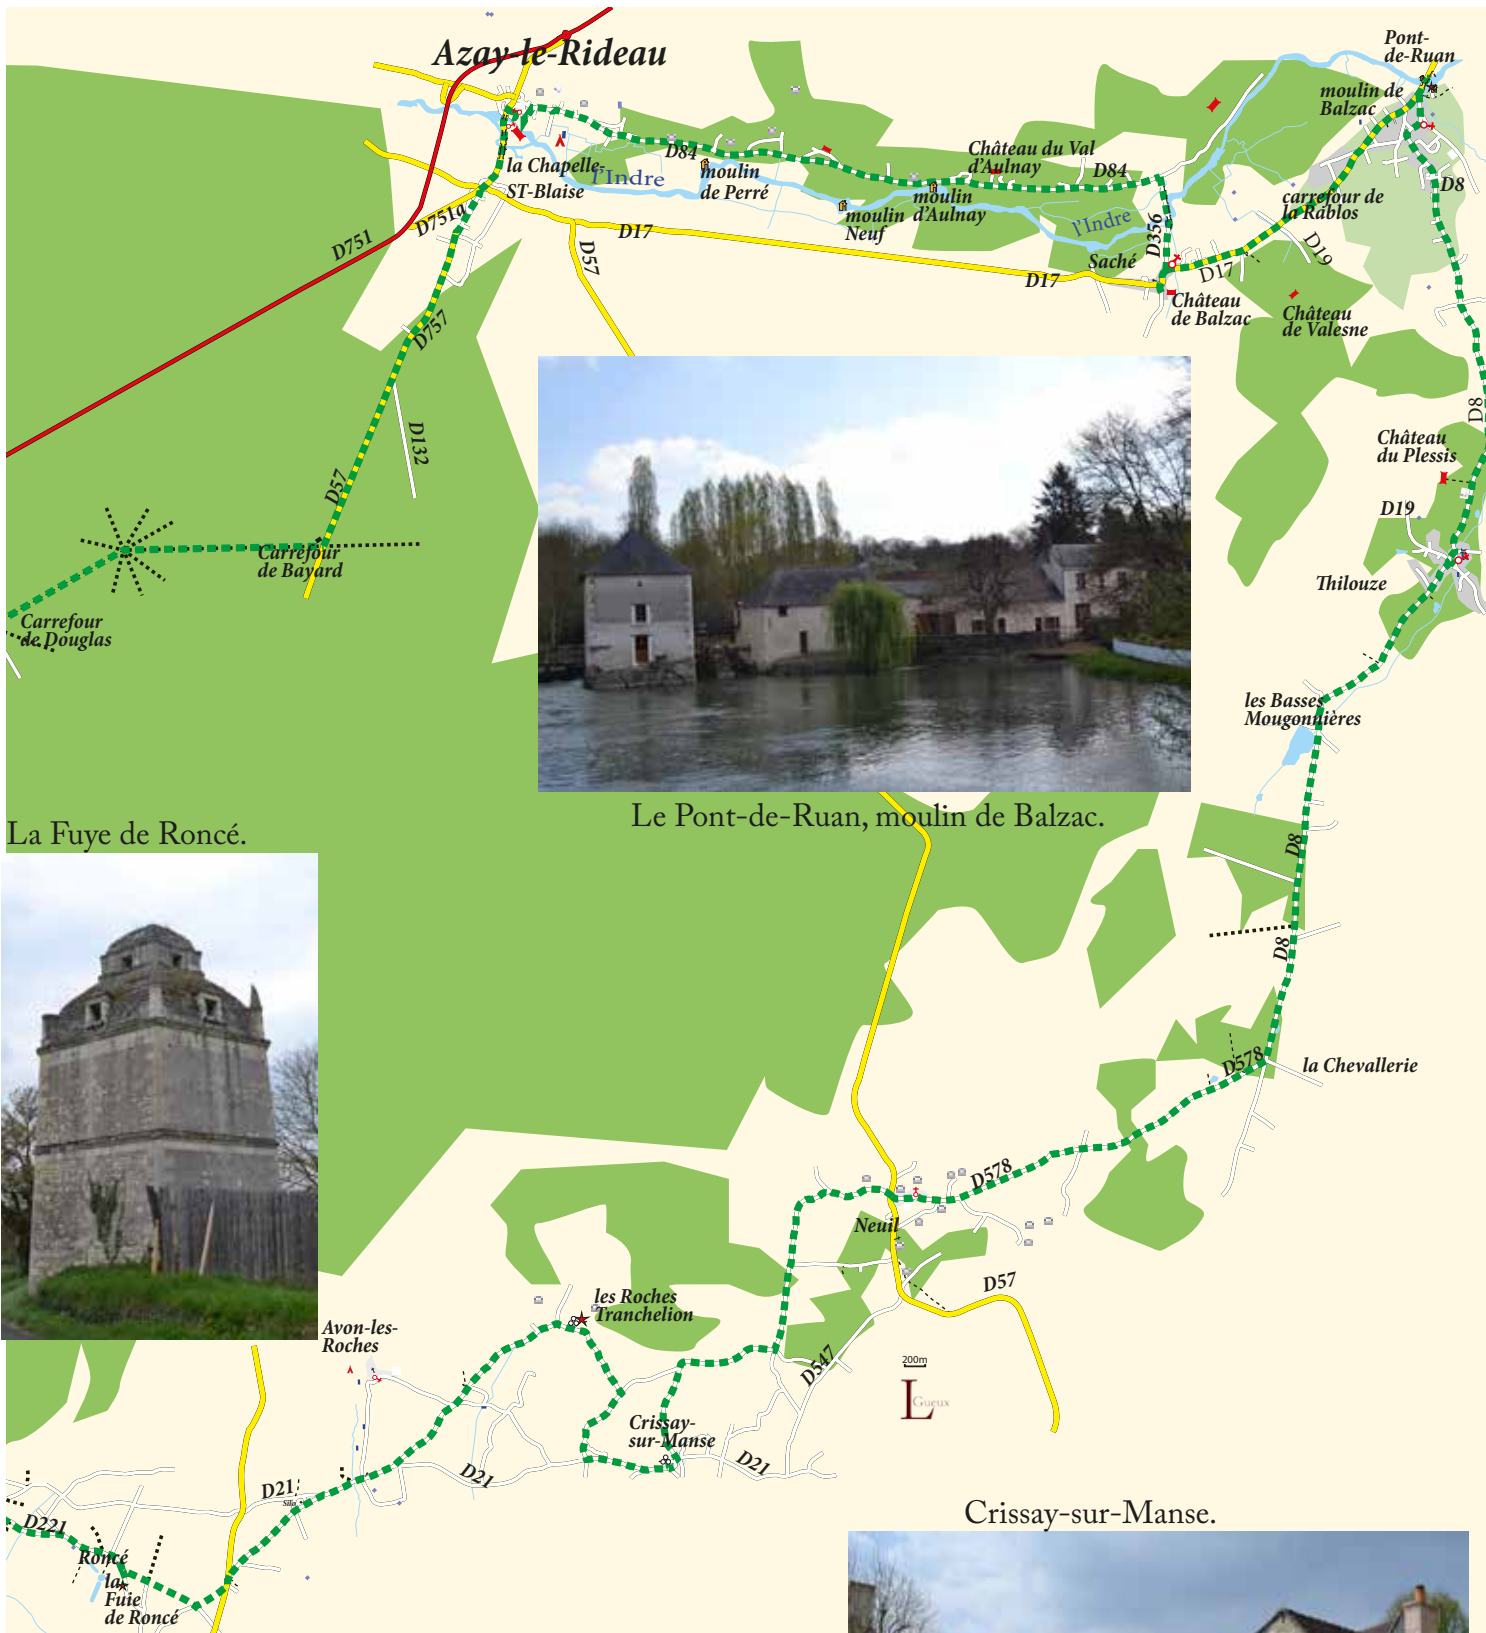 Azay-le-Rideau
Pont-
de-Ruan
moulin de
Balzac
la Chapelle-
ST-Blaise
l'Indre
D84
moulin
de Perré
Château du Val
d'Aulnay
D84
moulin
d'Aulnay
moulin
Neuf
l'Indre
D356
carrefour de
la Rablos
D8
D19
D17
Saché
D17
D17
D57
D751a
D751
Château
de Balzac
Château
de Valesne
D757
D132
D57
Carrefour
de Bayard
Carrefour
de Douglas
D8
Château
du Plessis
D19
Thilouze
les Basses
Mougonnières
Le Pont-de-Ruan, moulin de Balzac.
La Fuye de Roncé.
D8
D8
D578
la Chevallerie
D578
Neuil
D57
les Roches
Tranchelion
Avon-les-
Roches
D547
200m
L Gueux
Crissay-
sur-Manse
D21
D21
D21
Silo
D221
Roncé
la
Fuie
de Roncé
Crissay-sur-Manse.